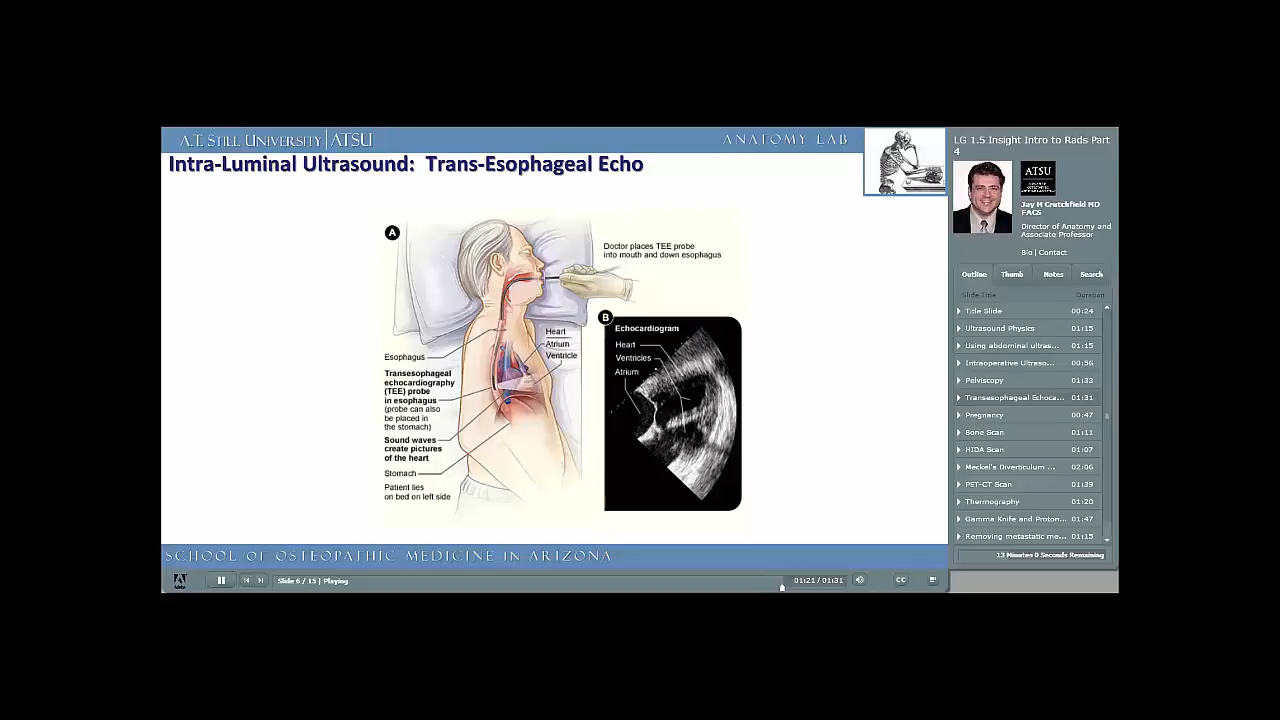 A.T. STILL UNIVERSITY | ATSU
ANATOMY LAB
Intra-Luminal Ultrasound: Trans-Esophageal Echo
A
Doctor places TEE probe
into mouth and down esophagus
Heart
Atrium
Ventricle
Esophagus
Transesophageal
echocardiography
(TEE) probe
in esophagus
(probe can also
be placed in
the stomach)
Sound waves
create pictures
of the heart
Stomach
Patient lies
on bed on left side
B
Echocardiogram
Heart
Ventricles
Atrium
SCHOOL OF OSTEOPATHIC MEDICINE IN ARIZONA
Slide 6 / 15 | Playing
01:21 / 01:31
CC
LG 1.5 Insight Intro to Rads Part
4
ATSU
Jay M Crutchfield MD
FACS
Director of Anatomy and
Associate Professor
Bio | Contact
Outline Thumb Notes Search
Slide Title Duration
Title Slide 00:24
Ultrasound Physics 01:15
Using abdominal ultras... 01:15
Intraoperative Ultraso... 00:56
Pelviscopy 01:33
Transesophageal Echoca... 01:31
Pregnancy 00:47
Bone Scan 01:11
HIDA Scan 01:07
Meckel's Diverticulum ... 02:06
PET-CT Scan 01:39
Thermography 01:20
Gamma Knife and Proton... 01:47
Removing metastatic me... 01:15
13 Minutes 0 Seconds Remaining